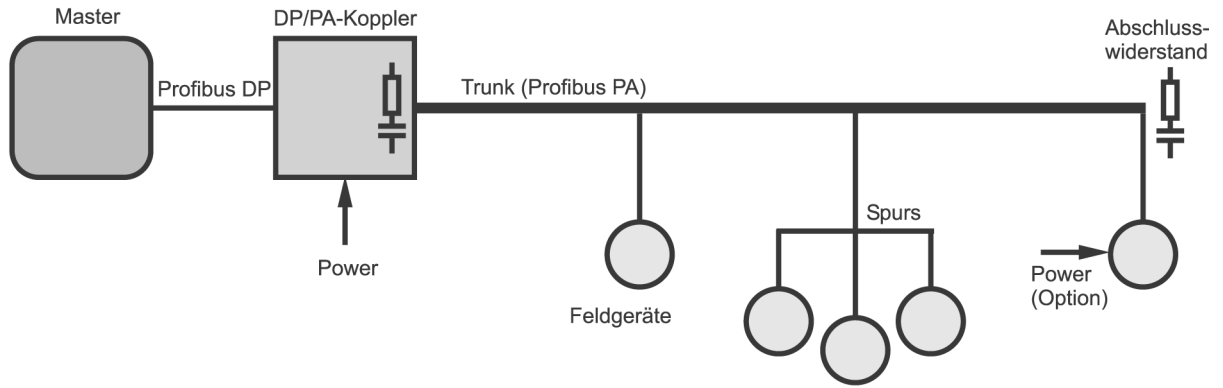 Master
DP/PA-Koppler
Abschluss-
widerstand
Profibus DP
Trunk (Profibus PA)
Spurs
Power
Power
(Option)
Feldgeräte